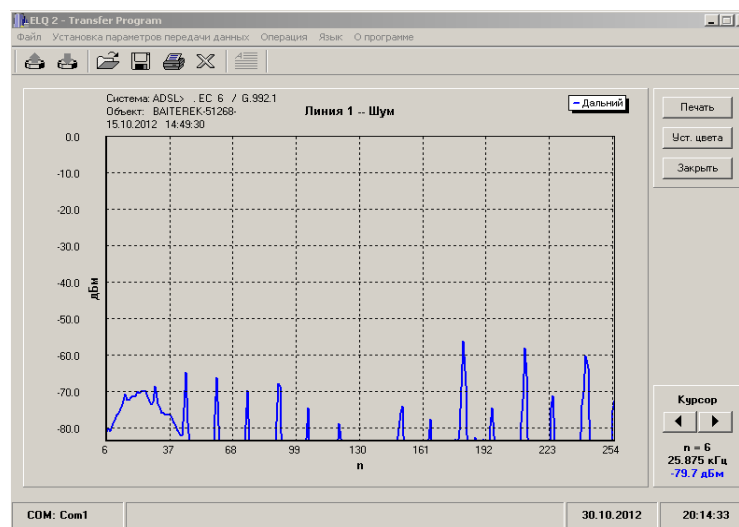 ELQ 2 - Transfer Program
Файл Установка параметров передачи данных Операция Язык О программе
Система: ADSL> . EC 6 / G.992.1
Объект: BAITEREK-51268-
15.10.2012 14:49:30
Линия 1 -- Шум
Дальний
Печать
Уст. цвета
Закрыть
0.0
-10.0
-20.0
-30.0
-40.0
-50.0
-60.0
-70.0
-80.0
дБм
6 37 68 99 130 161 192 223 254
n
Курсор
n = 6
25.875 кГц
-79.7 дБм
COM: Com1
30.10.2012
20:14:33